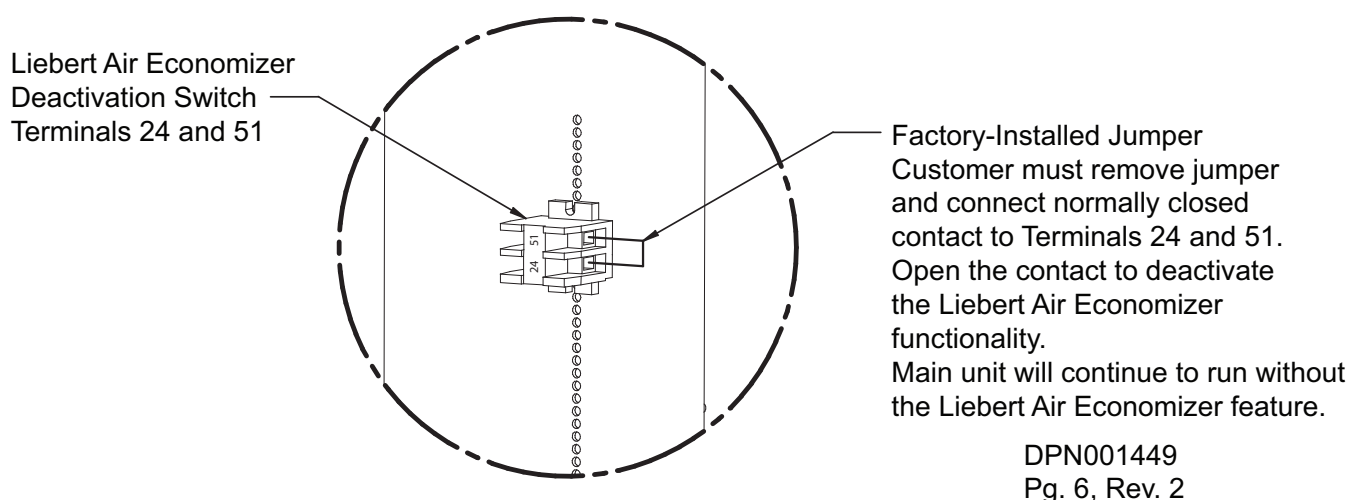 Liebert Air Economizer
Deactivation Switch
Terminals 24 and 51
51
24
Factory-Installed Jumper
Customer must remove jumper
and connect normally closed
contact to Terminals 24 and 51.
Open the contact to deactivate
the Liebert Air Economizer
functionality.
Main unit will continue to run without
the Liebert Air Economizer feature.
DPN001449
Pg. 6, Rev. 2